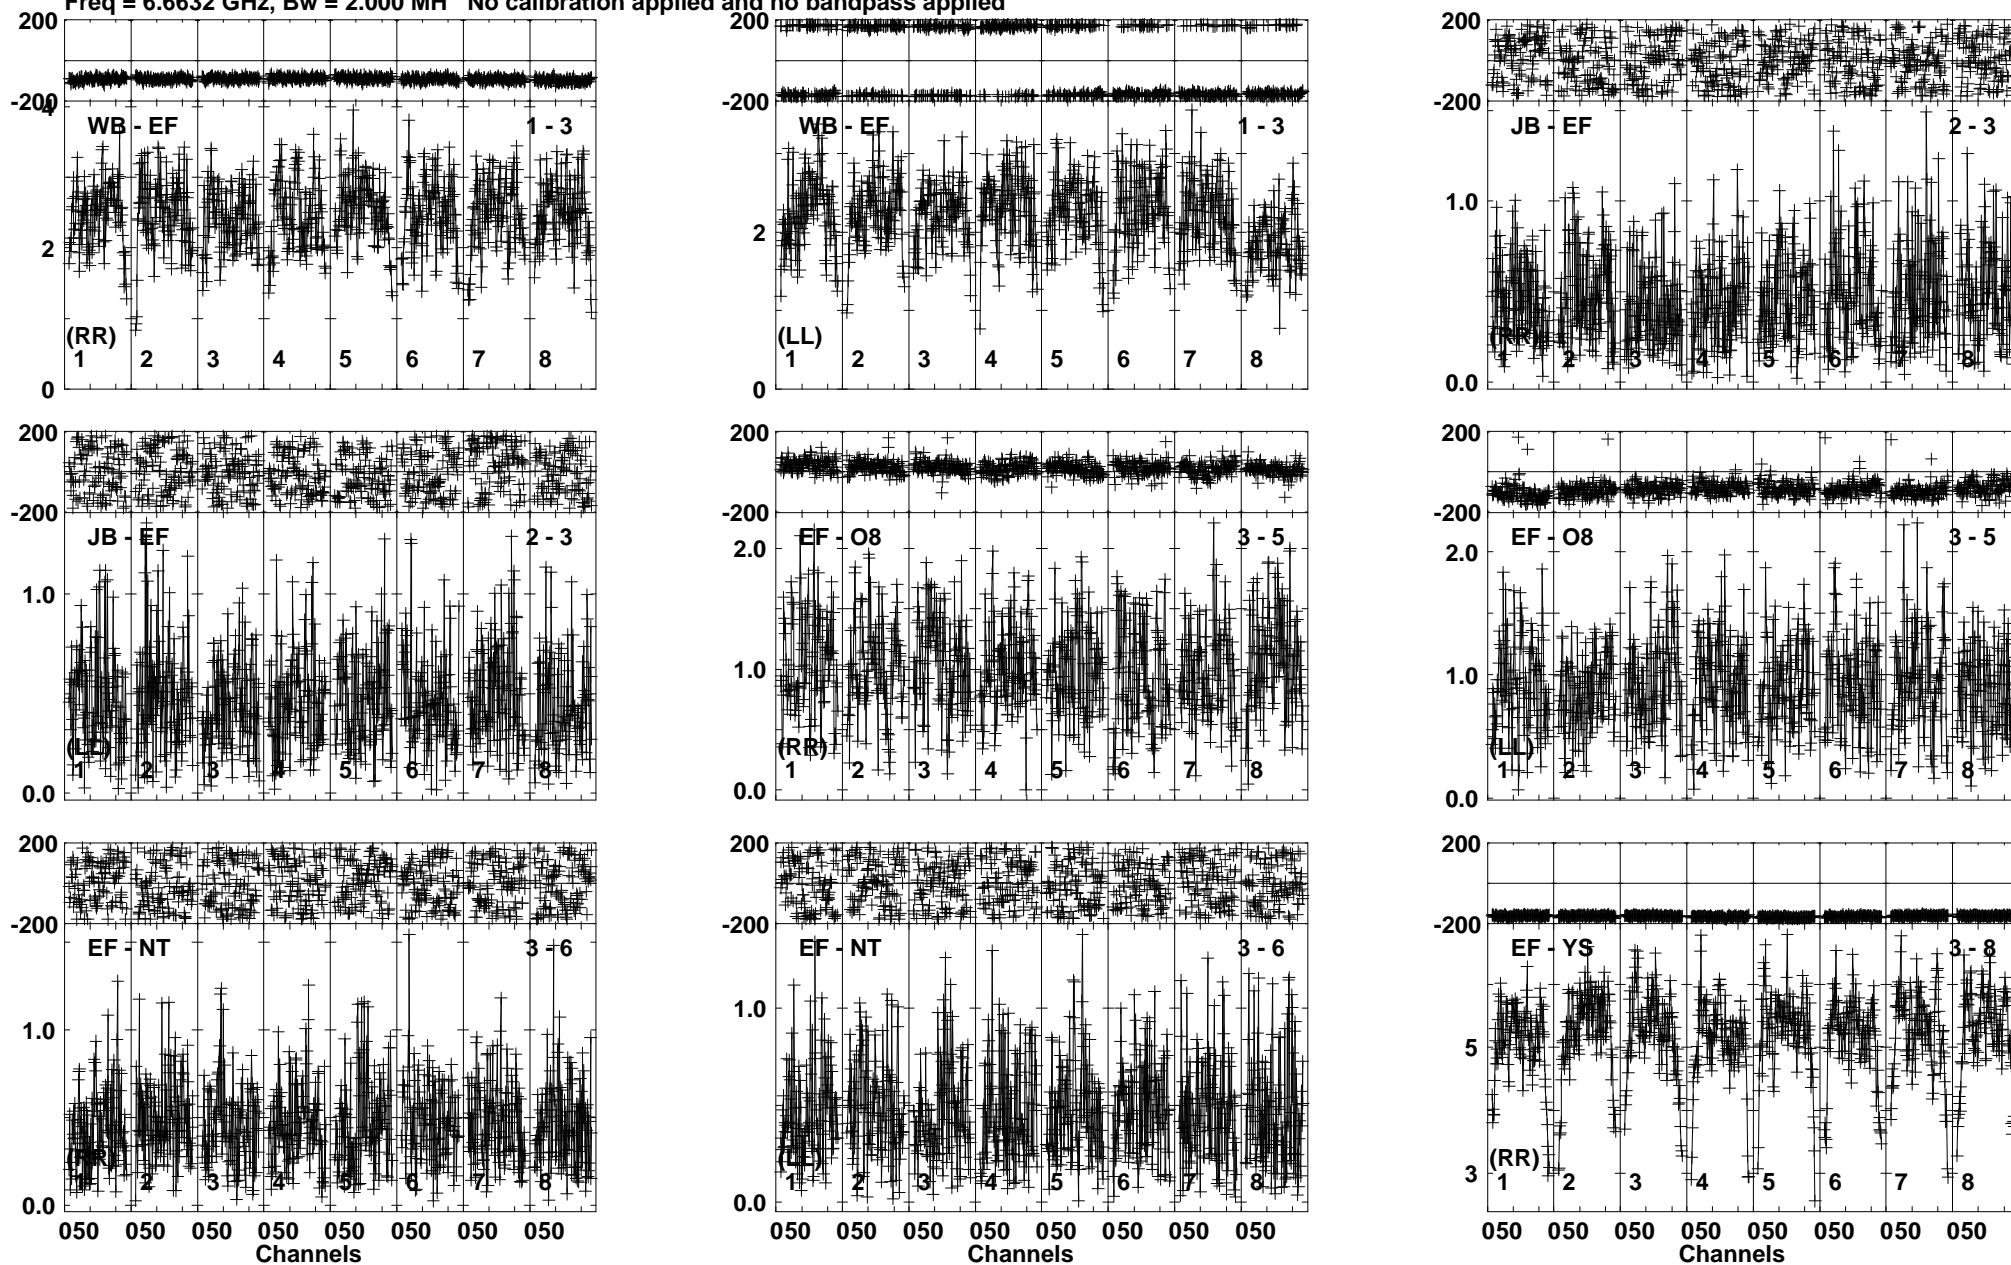 Freq = 6.6632 GHz, Bw = 2.000 MH No calibration applied and no bandpass applied
200
-200
4
WB - EF 1 - 3
2
(RR)
1 2 3 4 5 6 7 8
0
200
-200
WB - EF 1 - 3
2
(LL)
1 2 3 4 5 6 7 8
0
200
-200
JB - EF 2 - 3
1.0
(RR)
1 2 3 4 5 6 7 8
0.0
200
-200
JB - EF 2 - 3
1.0
(LL)
1 2 3 4 5 6 7 8
0.0
200
-200
EF - O8 3 - 5
2.0
1.0
(RR)
1 2 3 4 5 6 7 8
0.0
200
-200
EF - O8 3 - 5
2.0
1.0
(LL)
1 2 3 4 5 6 7 8
0.0
200
-200
EF - NT 3 - 6
1.0
(RR)
1 2 3 4 5 6 7 8
0.0
050 050 050 050 050 050 050 050
Channels
200
-200
EF - NT 3 - 6
1.0
(LL)
1 2 3 4 5 6 7 8
0.0
050 050 050 050 050 050 050 050
Channels
200
-200
EF - YS 3 - 8
5
3
(RR)
1 2 3 4 5 6 7 8
050 050 050 050 050 050 050 050
Channels